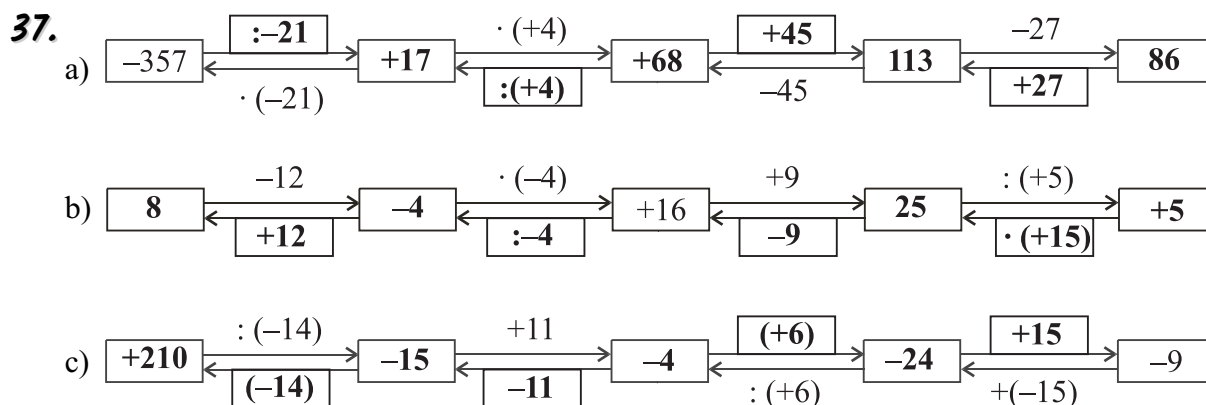 37.
:–21 · (+4) +45 –27
a) –357 +17 +68 113 86
· (–21) :(+4) –45 +27
–12 · (–4) +9 : (+5)
b) 8 –4 +16 25 +5
+12 :–4 –9 · (+15)
: (–14) +11 (+6) +15
c) +210 –15 –4 –24 –9
(–14) –11 : (+6) +(–15)